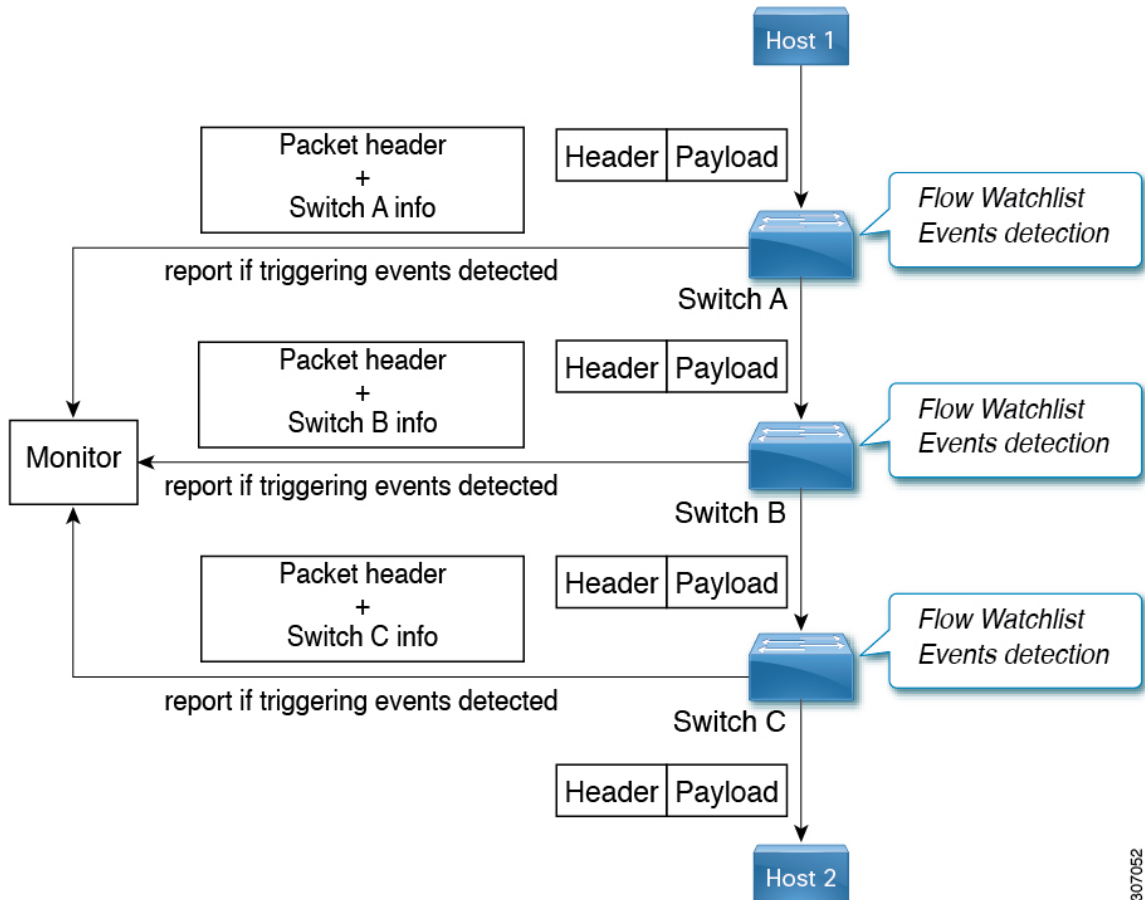 Host 1
Packet header
+
Switch A info
Header Payload
Flow Watchlist
Events detection
report if triggering events detected
Switch A
Packet header
+
Switch B info
Header Payload
Flow Watchlist
Events detection
Monitor
report if triggering events detected
Switch B
Packet header
+
Switch C info
Header Payload
Flow Watchlist
Events detection
report if triggering events detected
Switch C
Header Payload
Host 2
307052